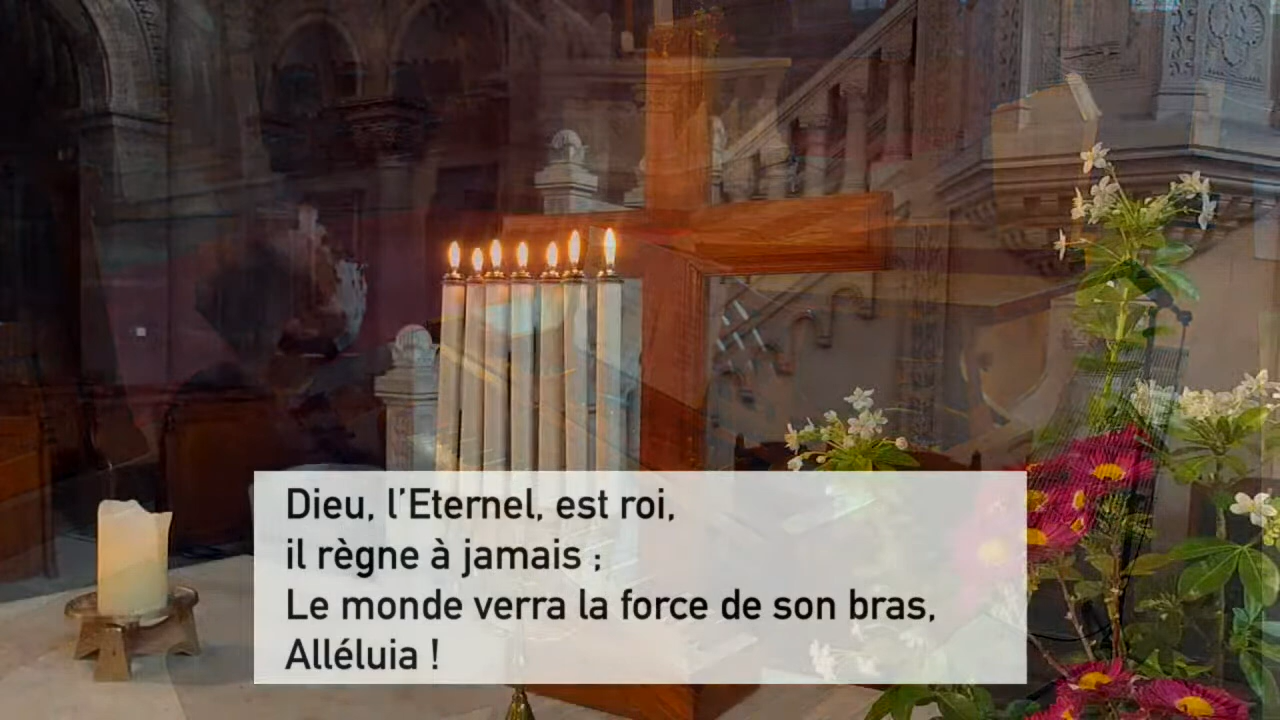 Dieu, l’Eternel, est roi,
il règne à jamais ;
Le monde verra la force de son bras,
Alléluia !